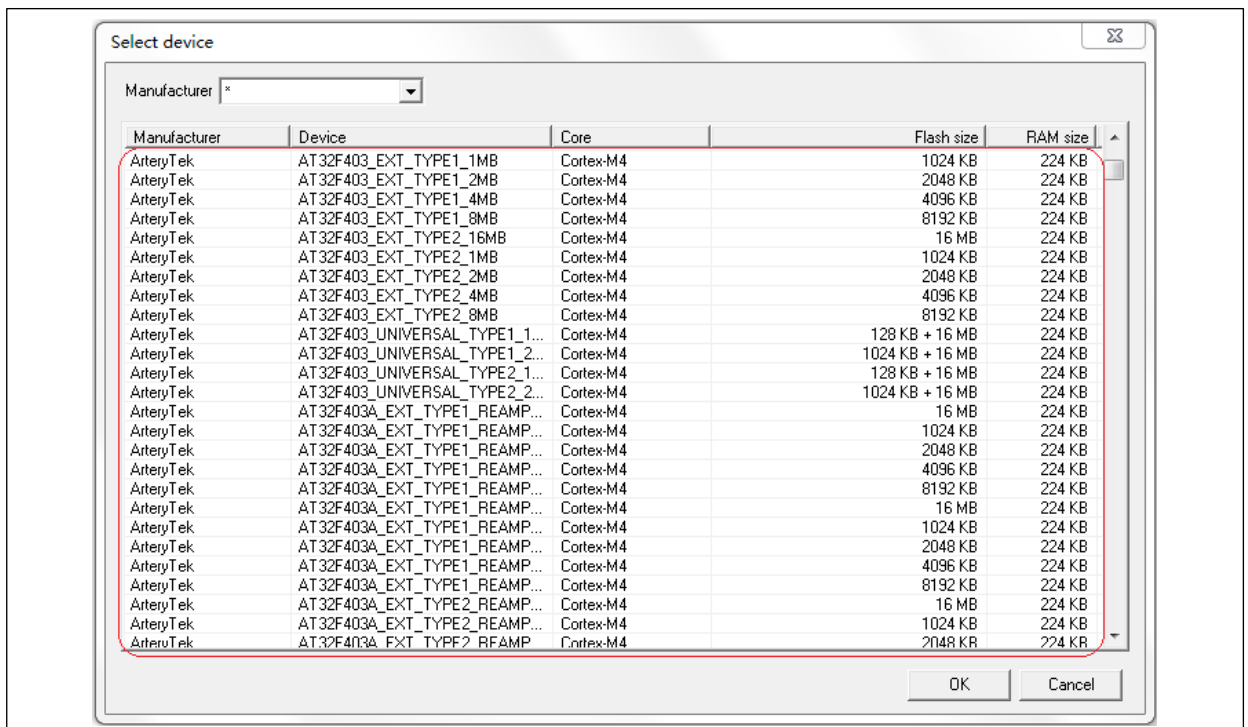 Select device
Manufacturer *
Manufacturer Device Core Flash size RAM size
ArteryTek AT32F403_EXT_TYPE1_1MB Cortex-M4 1024 KB 224 KB
ArteryTek AT32F403_EXT_TYPE1_2MB Cortex-M4 2048 KB 224 KB
ArteryTek AT32F403_EXT_TYPE1_4MB Cortex-M4 4096 KB 224 KB
ArteryTek AT32F403_EXT_TYPE1_8MB Cortex-M4 8192 KB 224 KB
ArteryTek AT32F403_EXT_TYPE2_16MB Cortex-M4 16 MB 224 KB
ArteryTek AT32F403_EXT_TYPE2_1MB Cortex-M4 1024 KB 224 KB
ArteryTek AT32F403_EXT_TYPE2_2MB Cortex-M4 2048 KB 224 KB
ArteryTek AT32F403_EXT_TYPE2_4MB Cortex-M4 4096 KB 224 KB
ArteryTek AT32F403_EXT_TYPE2_8MB Cortex-M4 8192 KB 224 KB
ArteryTek AT32F403_UNIVERSAL_TYPE1_1... Cortex-M4 128 KB + 16 MB 224 KB
ArteryTek AT32F403_UNIVERSAL_TYPE1_2... Cortex-M4 1024 KB + 16 MB 224 KB
ArteryTek AT32F403_UNIVERSAL_TYPE2_1... Cortex-M4 128 KB + 16 MB 224 KB
ArteryTek AT32F403_UNIVERSAL_TYPE2_2... Cortex-M4 1024 KB + 16 MB 224 KB
ArteryTek AT32F403A_EXT_TYPE1_REAMP... Cortex-M4 16 MB 224 KB
ArteryTek AT32F403A_EXT_TYPE1_REAMP... Cortex-M4 1024 KB 224 KB
ArteryTek AT32F403A_EXT_TYPE1_REAMP... Cortex-M4 2048 KB 224 KB
ArteryTek AT32F403A_EXT_TYPE1_REAMP... Cortex-M4 4096 KB 224 KB
ArteryTek AT32F403A_EXT_TYPE1_REAMP... Cortex-M4 8192 KB 224 KB
ArteryTek AT32F403A_EXT_TYPE1_REAMP... Cortex-M4 16 MB 224 KB
ArteryTek AT32F403A_EXT_TYPE1_REAMP... Cortex-M4 1024 KB 224 KB
ArteryTek AT32F403A_EXT_TYPE1_REAMP... Cortex-M4 2048 KB 224 KB
ArteryTek AT32F403A_EXT_TYPE1_REAMP... Cortex-M4 4096 KB 224 KB
ArteryTek AT32F403A_EXT_TYPE1_REAMP... Cortex-M4 8192 KB 224 KB
ArteryTek AT32F403A_EXT_TYPE2_REAMP... Cortex-M4 16 MB 224 KB
ArteryTek AT32F403A_EXT_TYPE2_REAMP... Cortex-M4 1024 KB 224 KB
ArteryTek AT32F403A_EXT_TYPE2_REAMP Cortex-M4 2048 KB 224 KB
OK Cancel